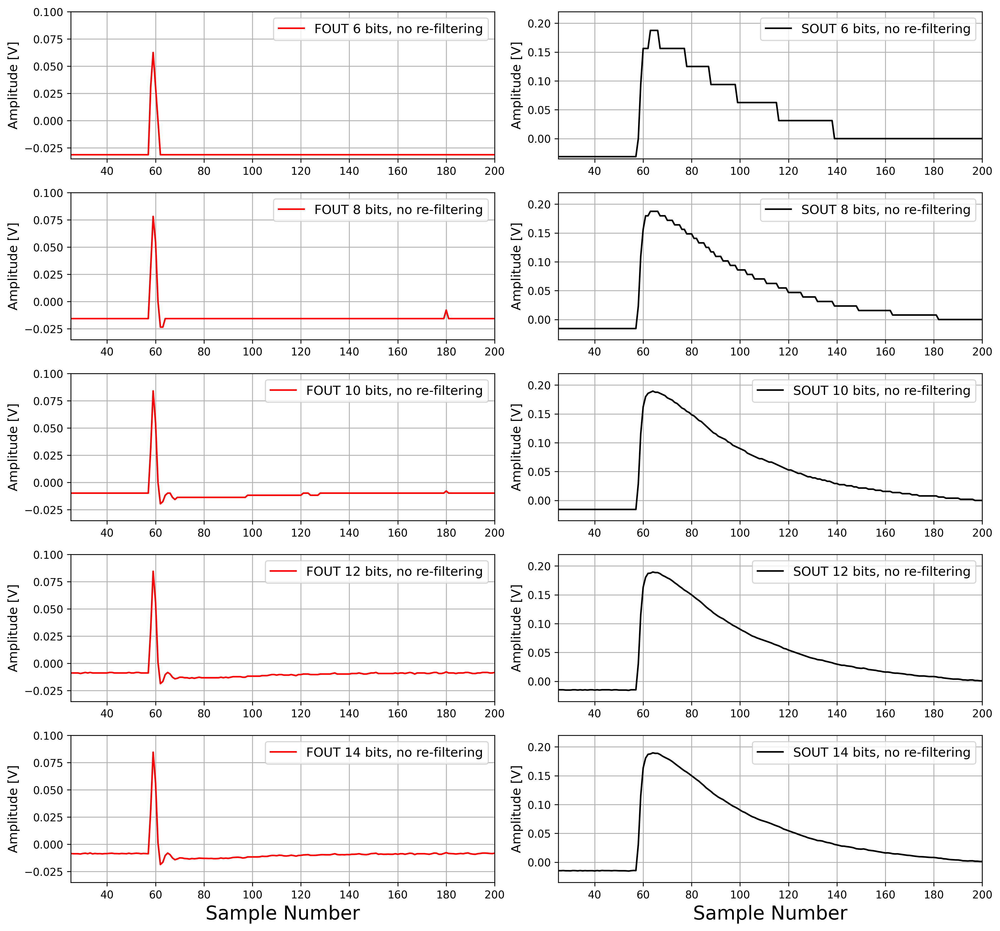 Amplitude [V]
0.100
0.075
0.050
0.025
0.000
−0.025
FOUT 6 bits, no re-filtering
40 60 80 100 120 140 160 180 200
Amplitude [V]
0.20
0.15
0.10
0.05
0.00
SOUT 6 bits, no re-filtering
40 60 80 100 120 140 160 180 200
Amplitude [V]
0.100
0.075
0.050
0.025
0.000
−0.025
FOUT 8 bits, no re-filtering
40 60 80 100 120 140 160 180 200
Amplitude [V]
0.20
0.15
0.10
0.05
0.00
SOUT 8 bits, no re-filtering
40 60 80 100 120 140 160 180 200
Amplitude [V]
0.100
0.075
0.050
0.025
0.000
−0.025
FOUT 10 bits, no re-filtering
40 60 80 100 120 140 160 180 200
Amplitude [V]
0.20
0.15
0.10
0.05
0.00
SOUT 10 bits, no re-filtering
40 60 80 100 120 140 160 180 200
Amplitude [V]
0.100
0.075
0.050
0.025
0.000
−0.025
FOUT 12 bits, no re-filtering
40 60 80 100 120 140 160 180 200
Amplitude [V]
0.20
0.15
0.10
0.05
0.00
SOUT 12 bits, no re-filtering
40 60 80 100 120 140 160 180 200
Amplitude [V]
0.100
0.075
0.050
0.025
0.000
−0.025
FOUT 14 bits, no re-filtering
40 60 80 100 120 140 160 180 200
Sample Number
Amplitude [V]
0.20
0.15
0.10
0.05
0.00
SOUT 14 bits, no re-filtering
40 60 80 100 120 140 160 180 200
Sample Number